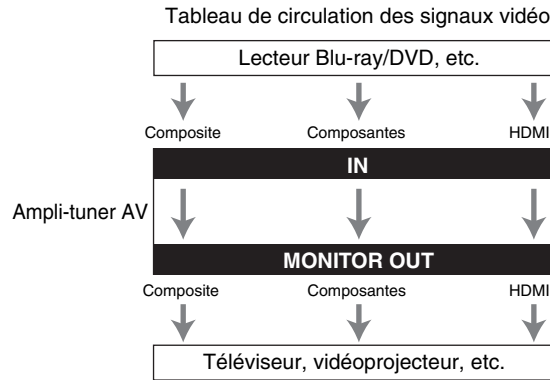 Tableau de circulation des signaux vidéo
Lecteur Blu-ray/DVD, etc.
Composite Composantes HDMI
IN
Ampli-tuner AV
MONITOR OUT
Composite Composantes HDMI
Téléviseur, vidéoprojecteur, etc.